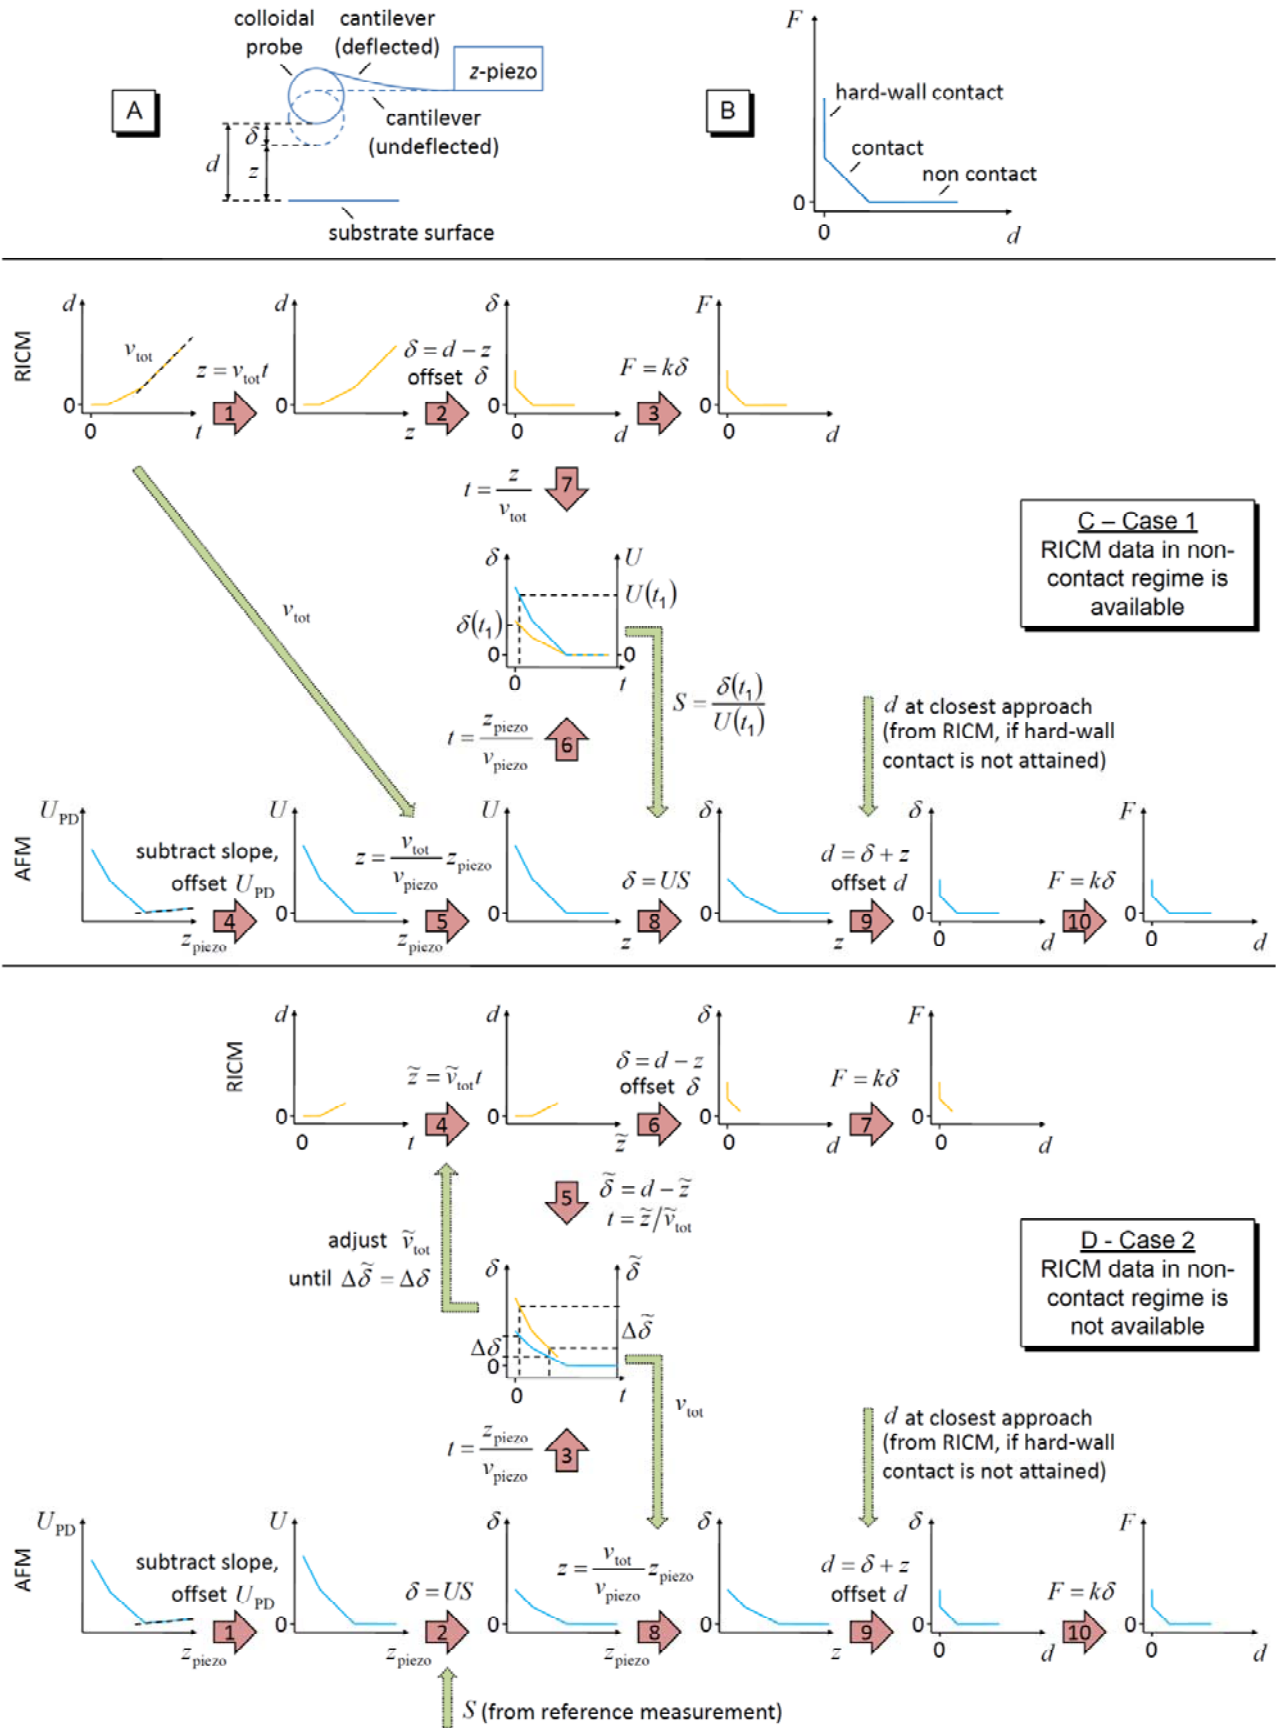 colloidal probe
cantilever (deflected)
z-piezo
A
δ
d
z
cantilever (undeflected)
substrate surface
F
B
hard-wall contact
contact
non contact
0
0
d
RICM
d
v_tot
0
0
t
z = v_tot t
1
d
0
z
δ = d − z
offset δ
2
δ
0
0
d
F = kδ
3
F
0
0
d
t = z / v_tot
7
C – Case 1
RICM data in non-contact regime is available
v_tot
δ
U
U(t₁)
δ(t₁)
0
0
0
t
S = δ(t₁) / U(t₁)
t = z_piezo / v_piezo
6
d at closest approach
(from RICM, if hard-wall
contact is not attained)
AFM
U_PD
z_piezo
subtract slope,
offset U_PD
4
U
0
z_piezo
z = v_tot / v_piezo z_piezo
5
U
0
z
δ = US
8
δ
0
z
d = δ + z
offset d
9
δ
0
0
d
F = kδ
10
F
0
0
d
RICM
d
0
0
t
z̃ = ṽ_tot t
4
d
0
z̃
δ = d − z
offset δ
6
δ
0
0
d
F = kδ
7
F
0
0
d
5
δ̃ = d − z̃
t = z̃/ṽ_tot
D - Case 2
RICM data in non-contact regime is not available
adjust ṽ_tot
until Δδ̃ = Δδ
δ
δ̃
Δδ
Δδ̃
0
0
t
v_tot
t = z_piezo / v_piezo
3
d at closest approach
(from RICM, if hard-wall
contact is not attained)
AFM
U_PD
z_piezo
subtract slope,
offset U_PD
1
U
0
z_piezo
δ = US
2
δ
0
z_piezo
z = v_tot / v_piezo z_piezo
8
δ
0
z
d = δ + z
offset d
9
δ
0
0
d
F = kδ
10
F
0
0
d
S (from reference measurement)